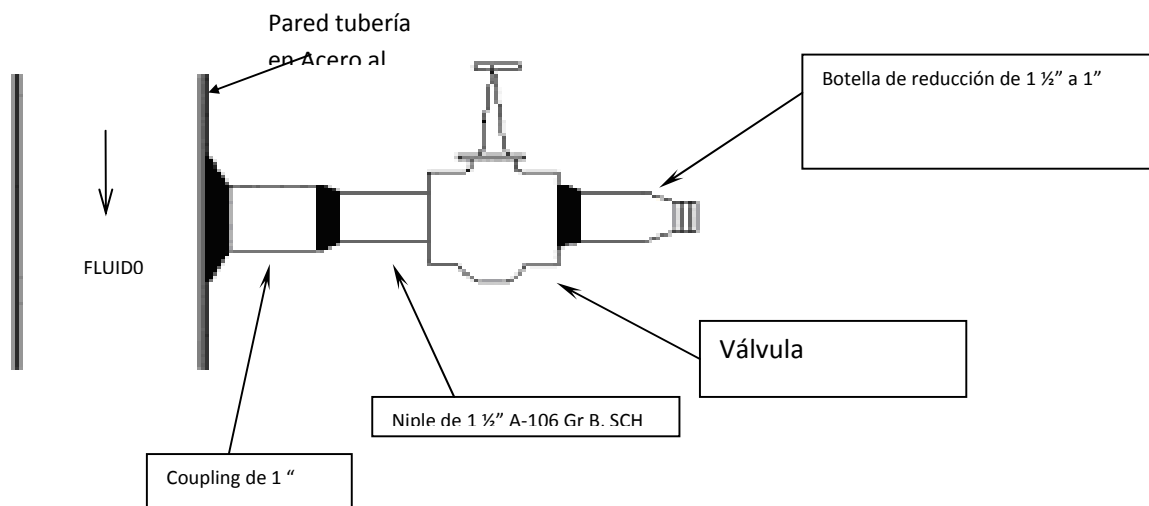 Pared tubería
en Acero al
Botella de reducción de 1 ½” a 1”
FLUID0
Válvula
Niple de 1 ½” A-106 Gr B. SCH
Coupling de 1 “